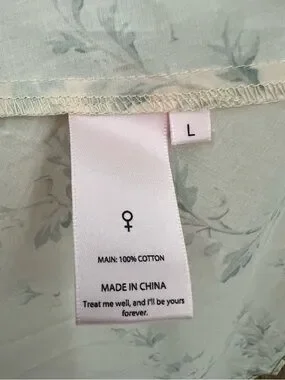 L
♀
MAIN: 100% COTTON
MADE IN CHINA
Treat me well, and I'll be yours
forever.